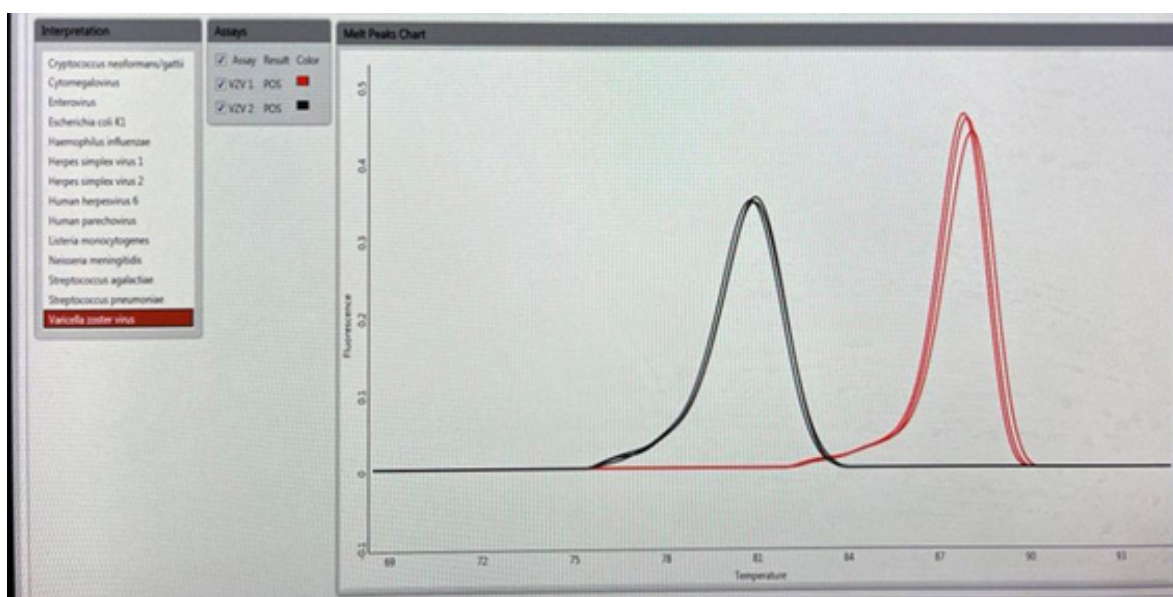 Interpretation
Cryptococcus neoformans/gattii
Cytomegalovirus
Enterovirus
Escherichia coli K1
Haemophilus influenzae
Herpes simplex virus 1
Herpes simplex virus 2
Human herpesvirus 6
Human parechovirus
Listeria monocytogenes
Neisseria meningitidis
Streptococcus agalactiae
Streptococcus pneumoniae
Varicella zoster virus
Assays
Assay Result Color
VZV 1 POS
VZV 2 POS
Melt Peaks Chart
Fluorescence
0.5
0.4
0.3
0.2
0.1
0
-0.1
69 72 75 78 81 84 87 90 93
Temperature